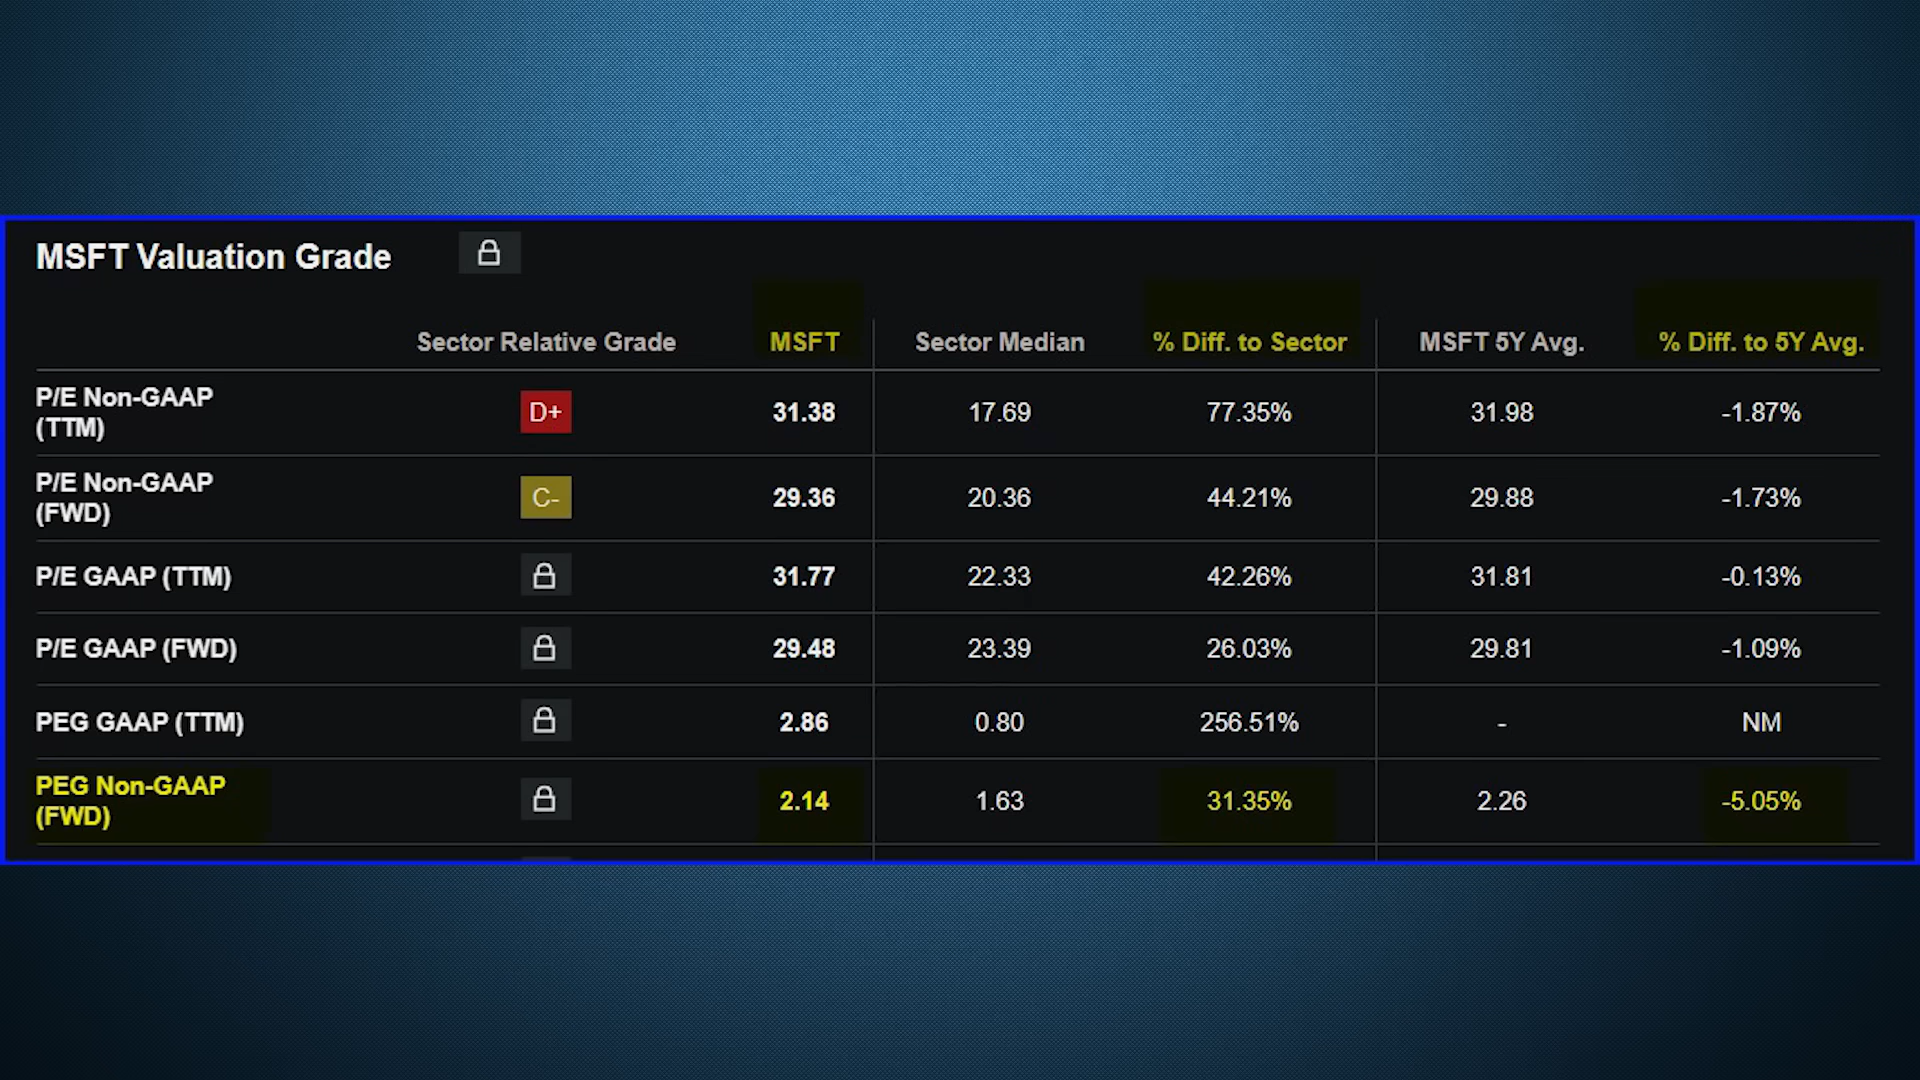 MSFT Valuation Grade
Sector Relative Grade MSFT Sector Median % Diff. to Sector MSFT 5Y Avg. % Diff. to 5Y Avg.
P/E Non-GAAP
(TTM) D+ 31.38 17.69 77.35% 31.98 -1.87%
P/E Non-GAAP
(FWD) C- 29.36 20.36 44.21% 29.88 -1.73%
P/E GAAP (TTM) 31.77 22.33 42.26% 31.81 -0.13%
P/E GAAP (FWD) 29.48 23.39 26.03% 29.81 -1.09%
PEG GAAP (TTM) 2.86 0.80 256.51% - NM
PEG Non-GAAP
(FWD) 2.14 1.63 31.35% 2.26 -5.05%